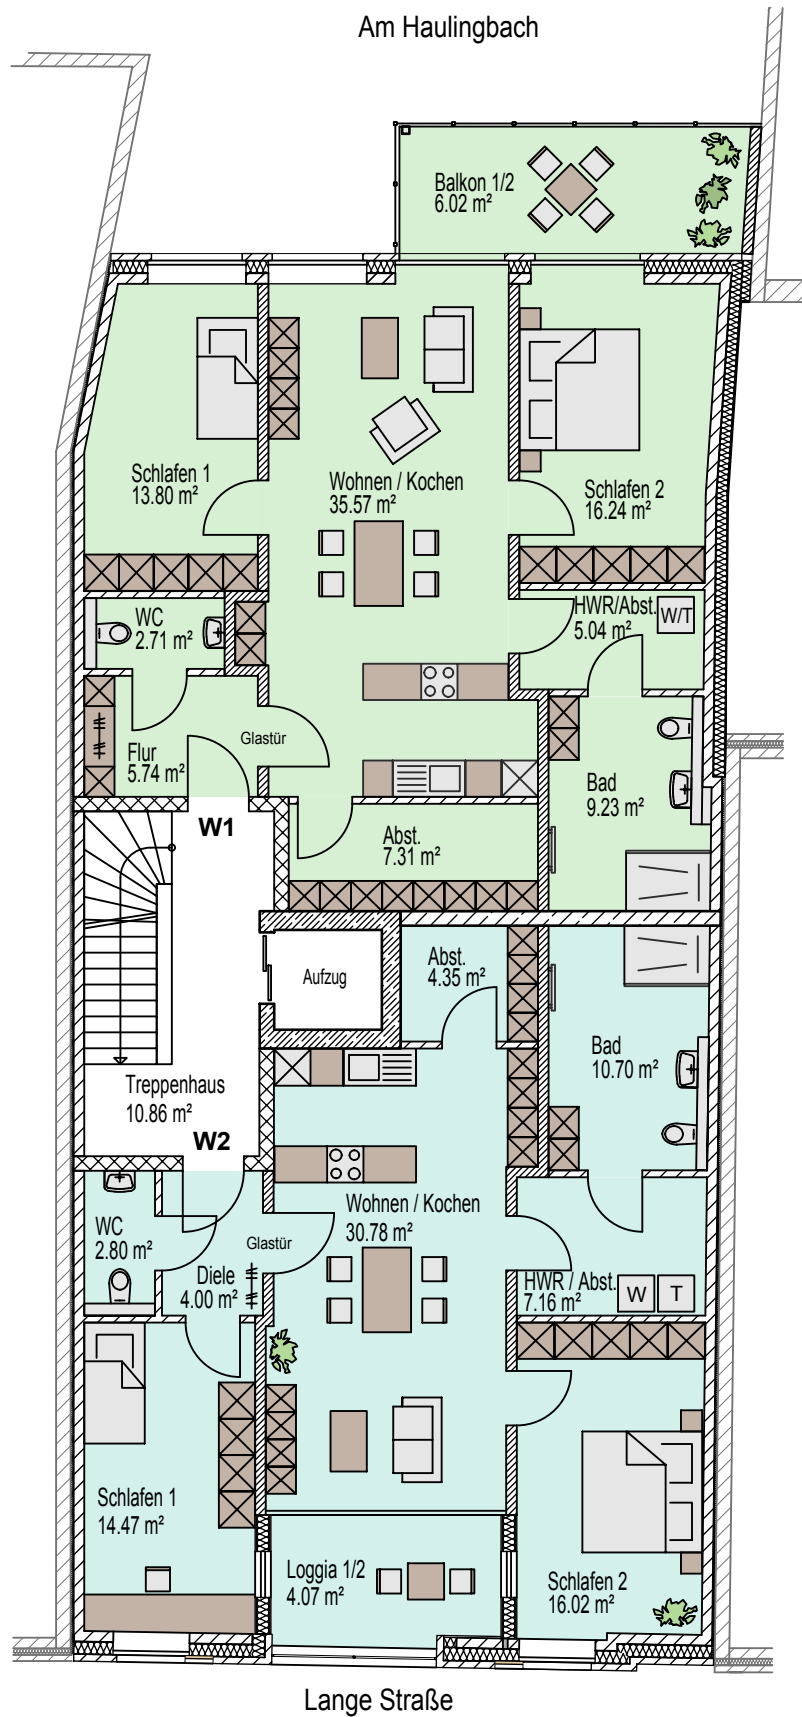 Am Haulingbach
Balkon 1/2
6.02 m²
Schlafen 1
13.80 m²
Wohnen / Kochen
35.57 m²
Schlafen 2
16.24 m²
WC
2.71 m²
HWR/Abst.
5.04 m²
W/T
Flur
5.74 m²
Glastür
Bad
9.23 m²
W1
Abst.
7.31 m²
Aufzug
Abst.
4.35 m²
Bad
10.70 m²
Treppenhaus
10.86 m²
W2
WC
2.80 m²
Wohnen / Kochen
30.78 m²
Glastür
Diele
4.00 m²
HWR / Abst.
7.16 m²
W
T
Schlafen 1
14.47 m²
Loggia 1/2
4.07 m²
Schlafen 2
16.02 m²
Lange Straße